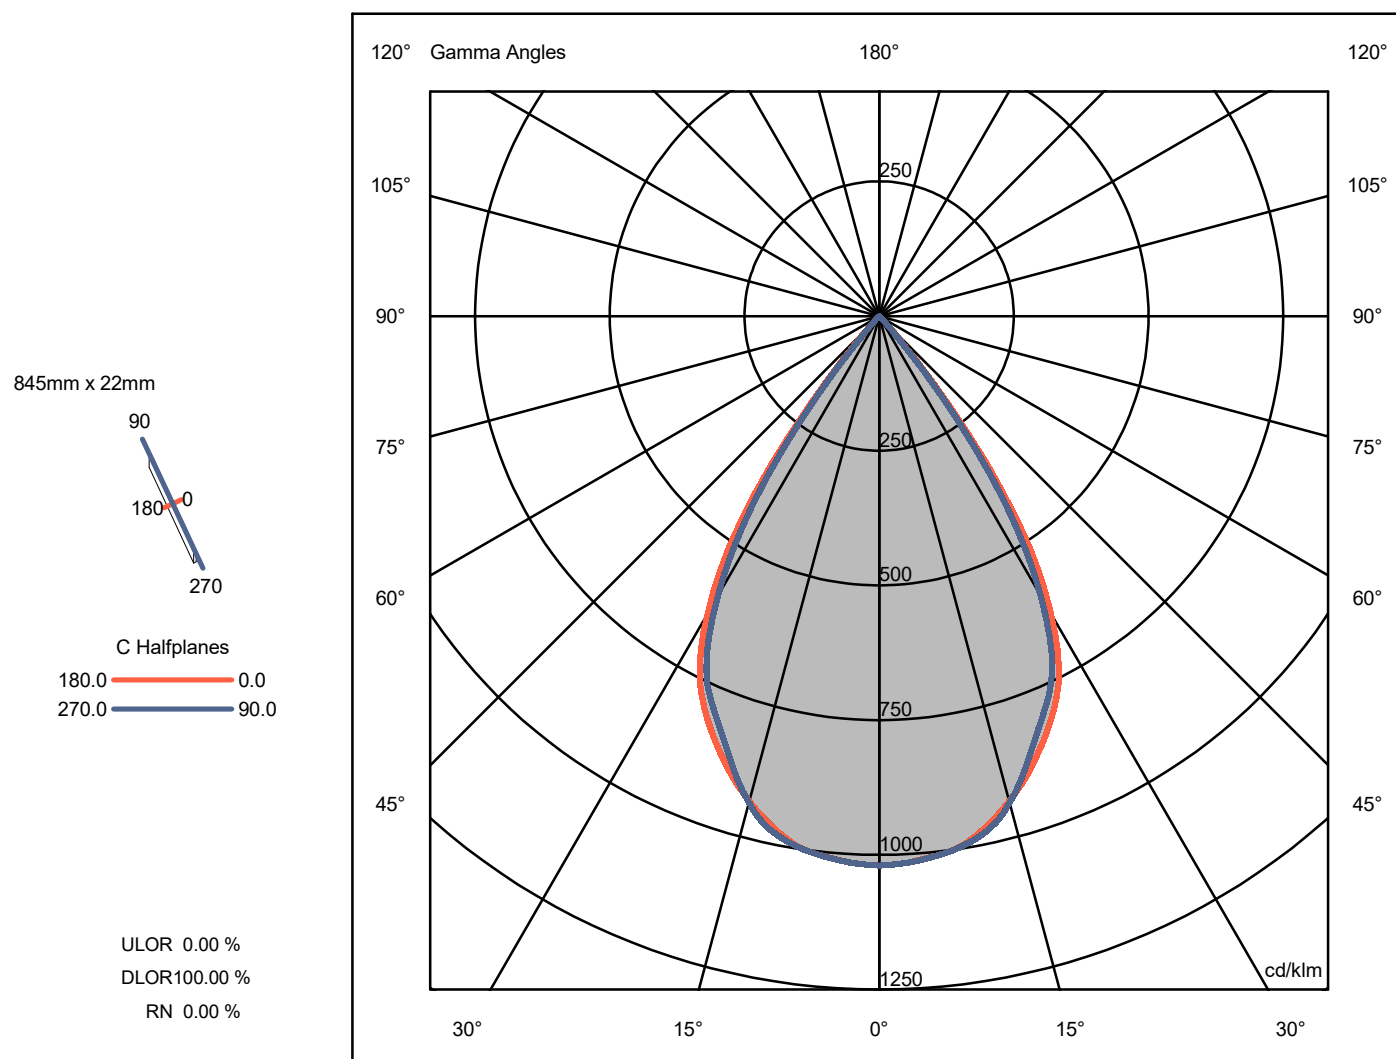 120° Gamma Angles 180° 120°
250
105° 105°
90° 90°
845mm x 22mm
90
75° 250 75°
180 0
500
270
60° 60°
C Halfplanes
180.0 0.0
270.0 90.0
750
45° 45°
1000
ULOR 0.00 %
DLOR100.00 %
cd/klm
1250
RN 0.00 %
30° 15° 0° 15° 30°